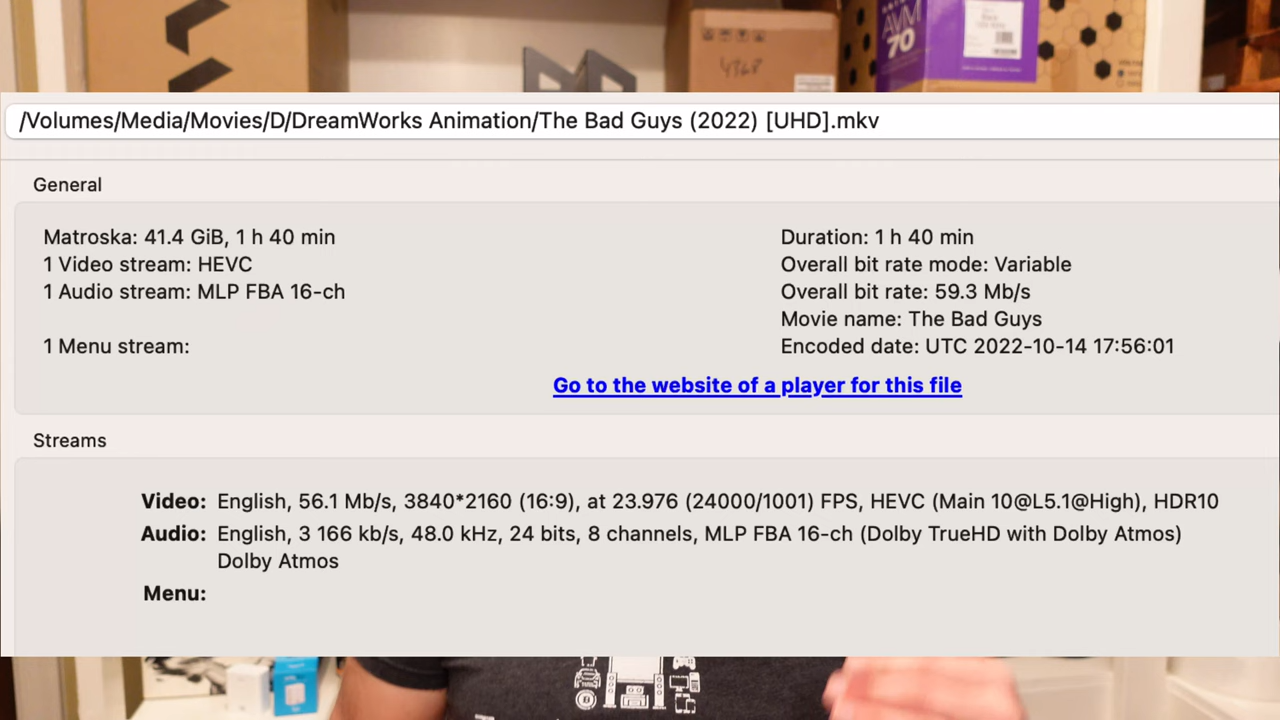 AVM
70
/Volumes/Media/Movies/D/DreamWorks Animation/The Bad Guys (2022) [UHD].mkv
General
Matroska: 41.4 GiB, 1 h 40 min
1 Video stream: HEVC
1 Audio stream: MLP FBA 16-ch
1 Menu stream:
Duration: 1 h 40 min
Overall bit rate mode: Variable
Overall bit rate: 59.3 Mb/s
Movie name: The Bad Guys
Encoded date: UTC 2022-10-14 17:56:01
Go to the website of a player for this file
Streams
Video: English, 56.1 Mb/s, 3840*2160 (16:9), at 23.976 (24000/1001) FPS, HEVC (Main 10@L5.1@High), HDR10
Audio: English, 3 166 kb/s, 48.0 kHz, 24 bits, 8 channels, MLP FBA 16-ch (Dolby TrueHD with Dolby Atmos)
Dolby Atmos
Menu: